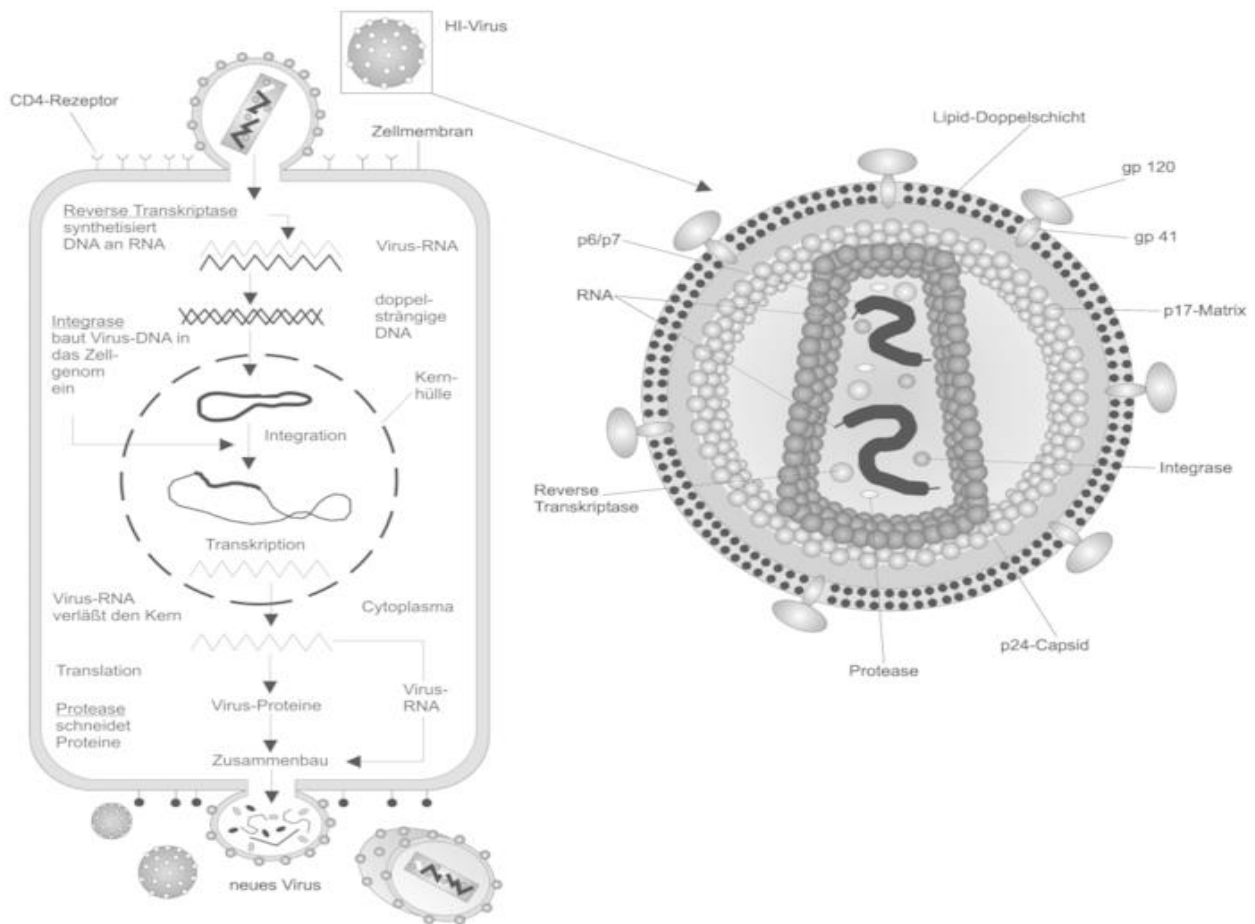 HI-Virus
CD4-Rezeptor
Zellmembran
Reverse Transkriptase
synthetisiert
DNA an RNA
Virus-RNA
doppel-
strängige
DNA
Integrase
baut Virus-DNA in
das Zell-
genom
ein
Kern-
hülle
Integration
Transkription
Virus-RNA
verläßt den Kern
Cytoplasma
Translation
Virus-Proteine
Virus-
RNA
Protease
schneidet
Proteine
Zusammenbau
neues Virus
Lipid-Doppelschicht
gp 120
gp 41
p6/p7
RNA
p17-Matrix
Integrase
Reverse
Transkriptase
p24-Capsid
Protease